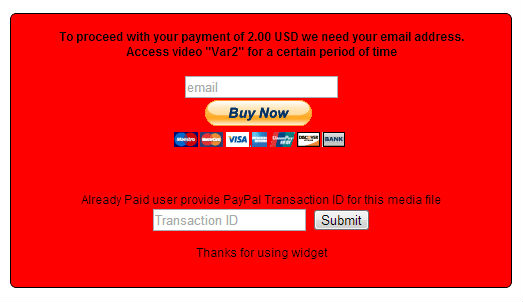 To proceed with your payment of 2.00 USD we need your email address.
Access video "Var2" for a certain period of time
email
Buy Now
Maestro MasterCard VISA UnionPay DISCOVER BANK
Already Paid user provide PayPal Transaction ID for this media file
Transaction ID Submit
Thanks for using widget